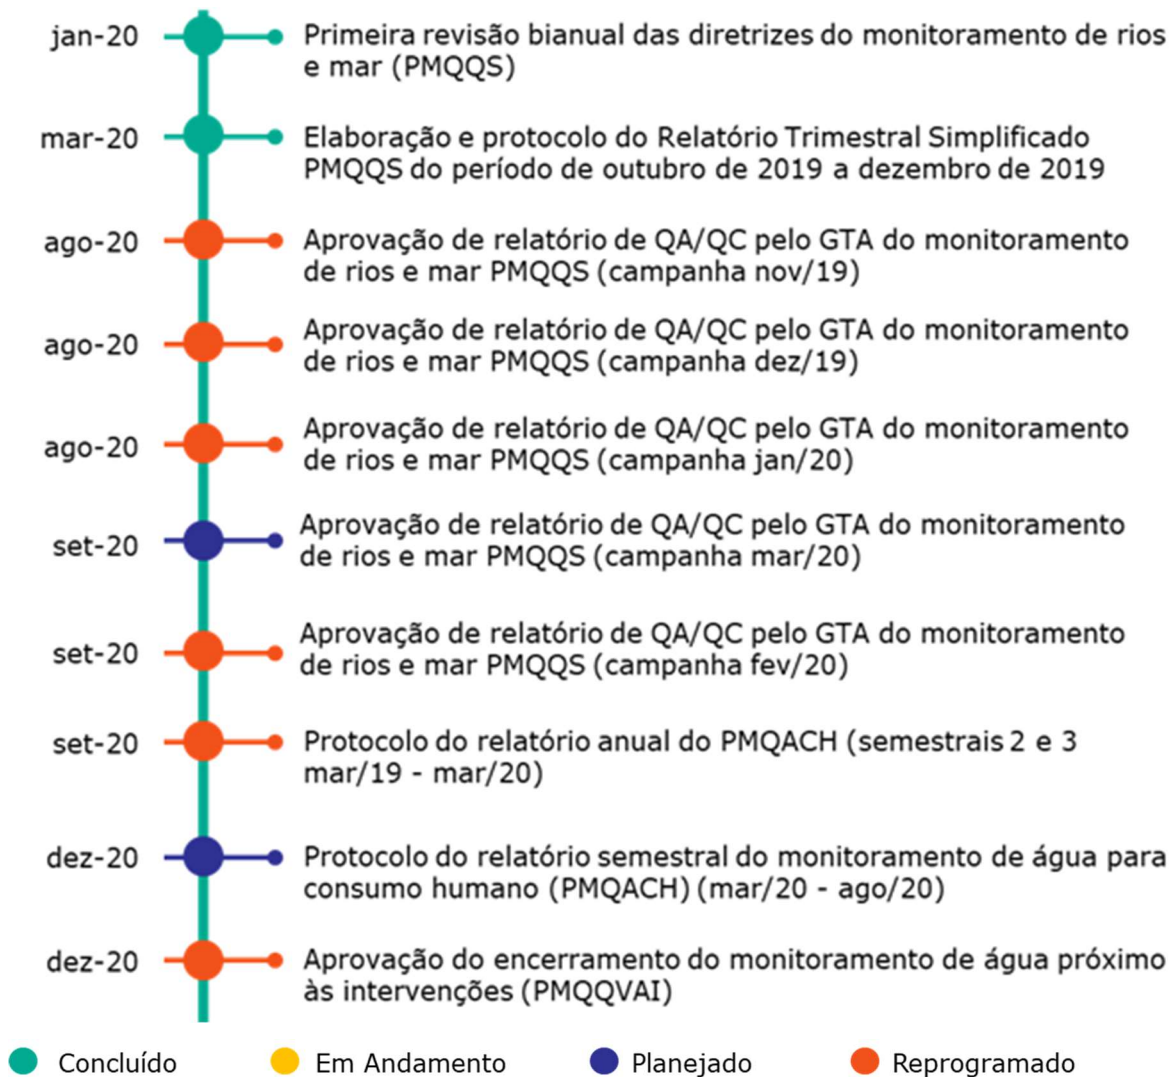 jan-20 Primeira revisão bianual das diretrizes do monitoramento de rios
e mar (PMQQS)
mar-20 Elaboração e protocolo do Relatório Trimestral Simplificado
PMQQS do período de outubro de 2019 a dezembro de 2019
ago-20 Aprovação de relatório de QA/QC pelo GTA do monitoramento
de rios e mar PMQQS (campanha nov/19)
ago-20 Aprovação de relatório de QA/QC pelo GTA do monitoramento
de rios e mar PMQQS (campanha dez/19)
ago-20 Aprovação de relatório de QA/QC pelo GTA do monitoramento
de rios e mar PMQQS (campanha jan/20)
set-20 Aprovação de relatório de QA/QC pelo GTA do monitoramento
de rios e mar PMQQS (campanha mar/20)
set-20 Aprovação de relatório de QA/QC pelo GTA do monitoramento
de rios e mar PMQQS (campanha fev/20)
set-20 Protocolo do relatório anual do PMQACH (semestrais 2 e 3
mar/19 - mar/20)
dez-20 Protocolo do relatório semestral do monitoramento de água para
consumo humano (PMQACH) (mar/20 - ago/20)
dez-20 Aprovação do encerramento do monitoramento de água próximo
às intervenções (PMQQVAI)
Concluído Em Andamento Planejado Reprogramado